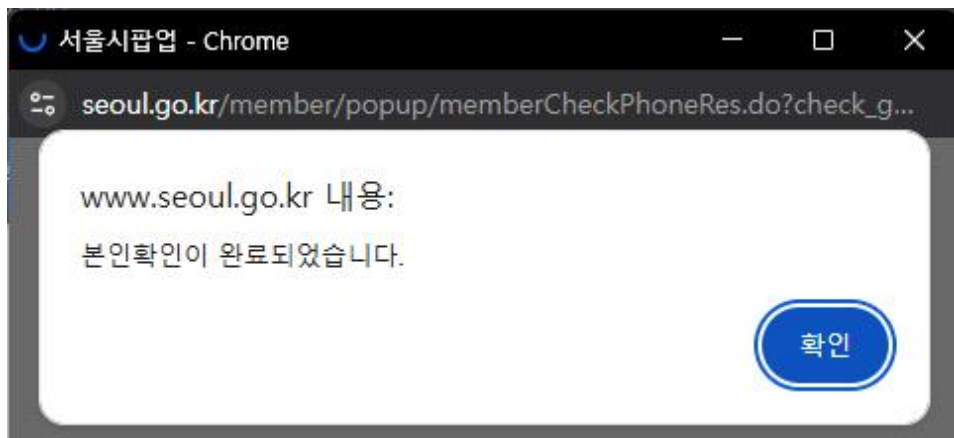 서울시팝업 - Chrome
seoul.go.kr/member/popup/memberCheckPhoneRes.do?check_g...
www.seoul.go.kr 내용:
본인확인이 완료되었습니다.
확인